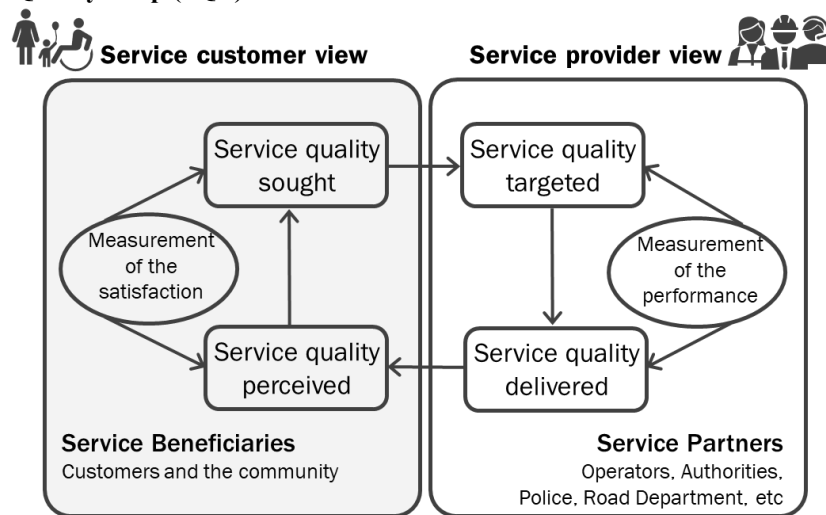 Service customer view
Service provider view
Service quality
sought
Service quality
targeted
Measurement
of the
satisfaction
Measurement
of the
performance
Service quality
perceived
Service quality
delivered
Service Beneficiaries
Customers and the community
Service Partners
Operators, Authorities,
Police, Road Department, etc